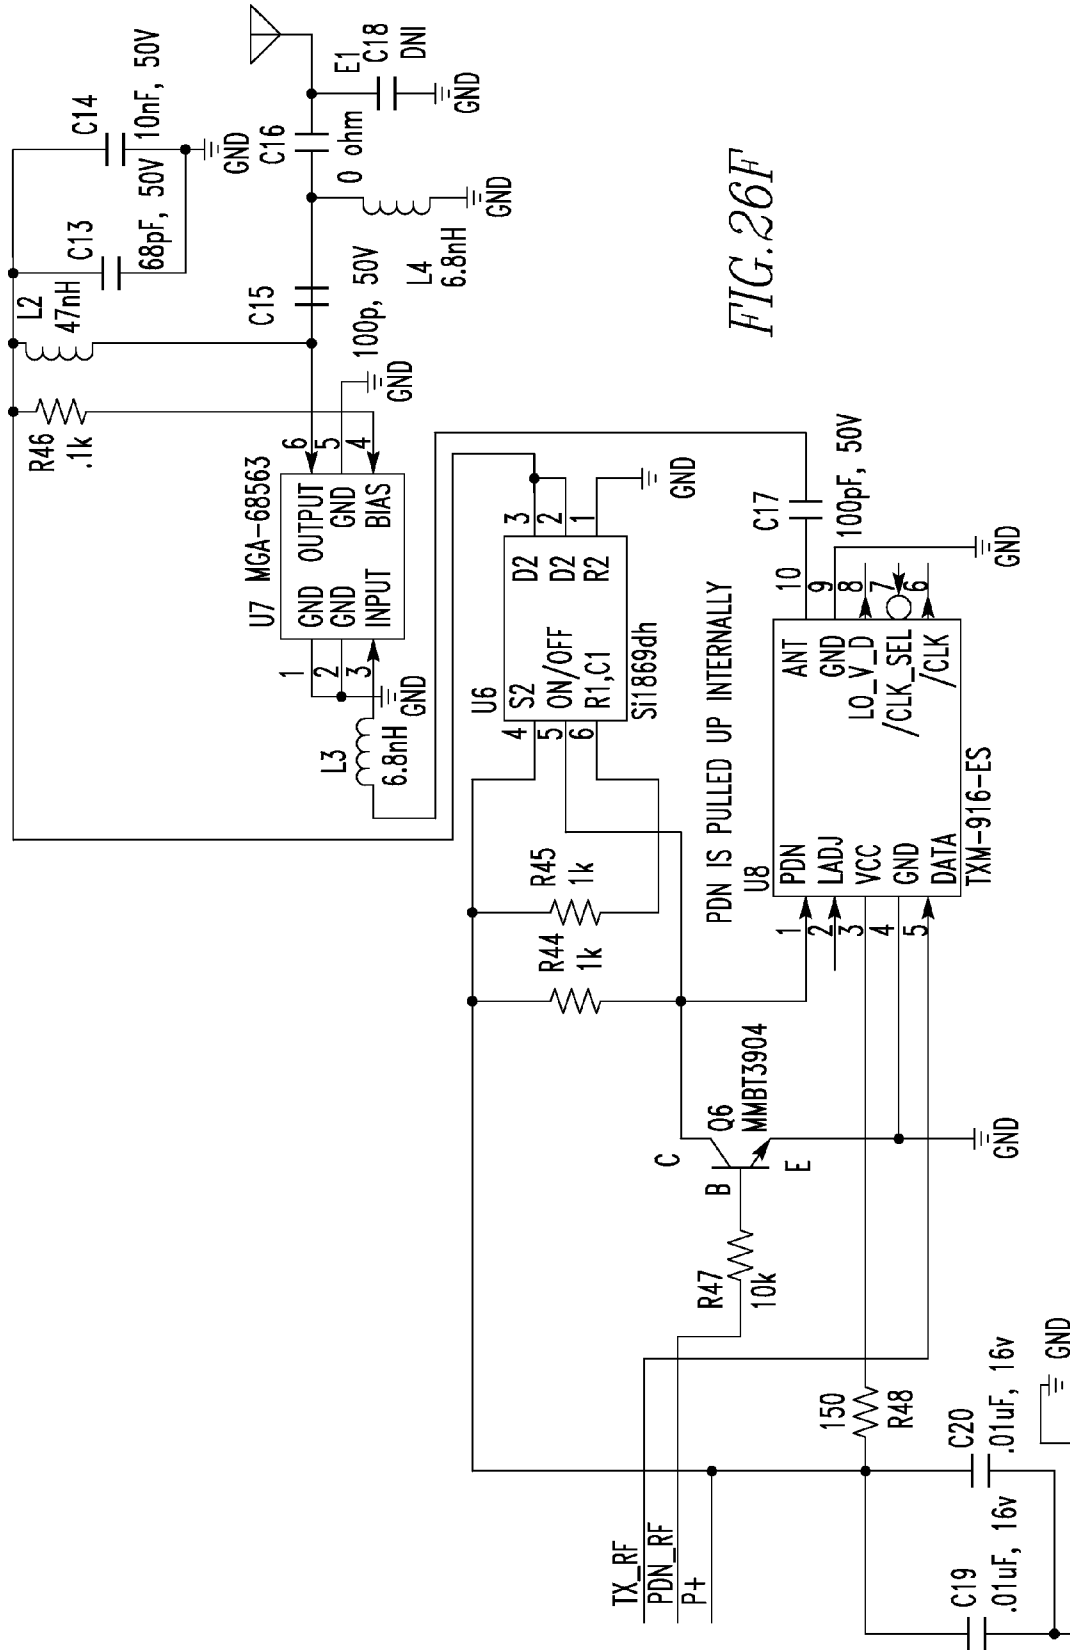 C14
10nF, 50V
C13
68pF, 50V
GND
L2
47nH
R46
.1k
C16
0 ohm
E1
C18
DNI
GND
C15
100p, 50V
L4
6.8nH
GND
U7 MGA-68563
1 GND OUTPUT 6
2 GND GND 5
3 INPUT BIAS 4
GND
GND
L3
6.8nH
U6
4 S2 D2 3
5 ON/OFF D2 2
6 R1,C1 R2 1
Si1869dh
GND
R45
1k
R44
1k
PDN IS PULLED UP INTERNALLY
U8
1 PDN ANT 10
2 LADJ GND 9
3 VCC LO_V_D 8
4 GND /CLK_SEL 7
5 DATA /CLK 6
TXM-916-ES
C17
100pF, 50V
GND
C
B
E
Q6
MMBT3904
GND
R47
10k
150
R48
TX_RF
PDN_RF
P+
C20
.01uF, 16v
C19
.01uF, 16v
GND
FIG.26F